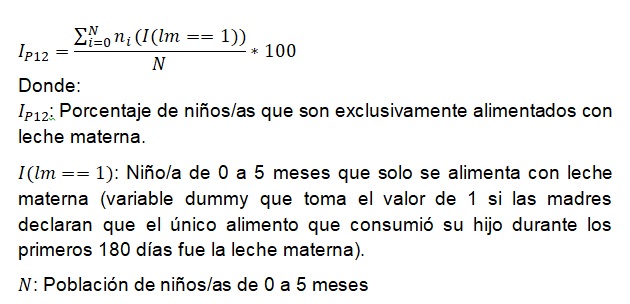 I_{P12} = \frac{\sum_{i=0}^{N} n_i (I(lm == 1))}{N} * 100
Donde:
I_{P12}: Porcentaje de niños/as que son exclusivamente alimentados con
leche materna.
I(lm == 1): Niño/a de 0 a 5 meses que solo se alimenta con leche
materna (variable dummy que toma el valor de 1 si las madres
declaran que el único alimento que consumió su hijo durante los
primeros 180 días fue la leche materna).
N: Población de niños/as de 0 a 5 meses